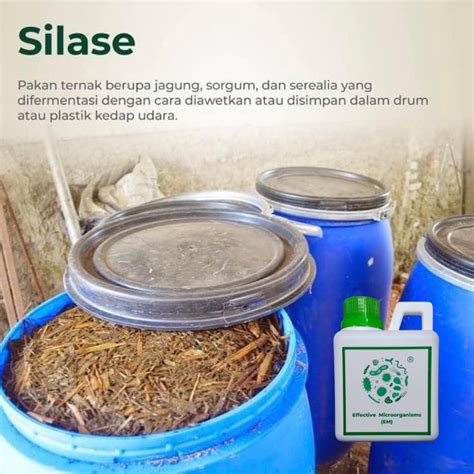 Silase
Pakan ternak berupa jagung, sorgum, dan serealia yang
difermentasi dengan cara diawetkan atau disimpan dalam drum
atau plastik kedap udara.
®
Effective Microorganisms
(EM)